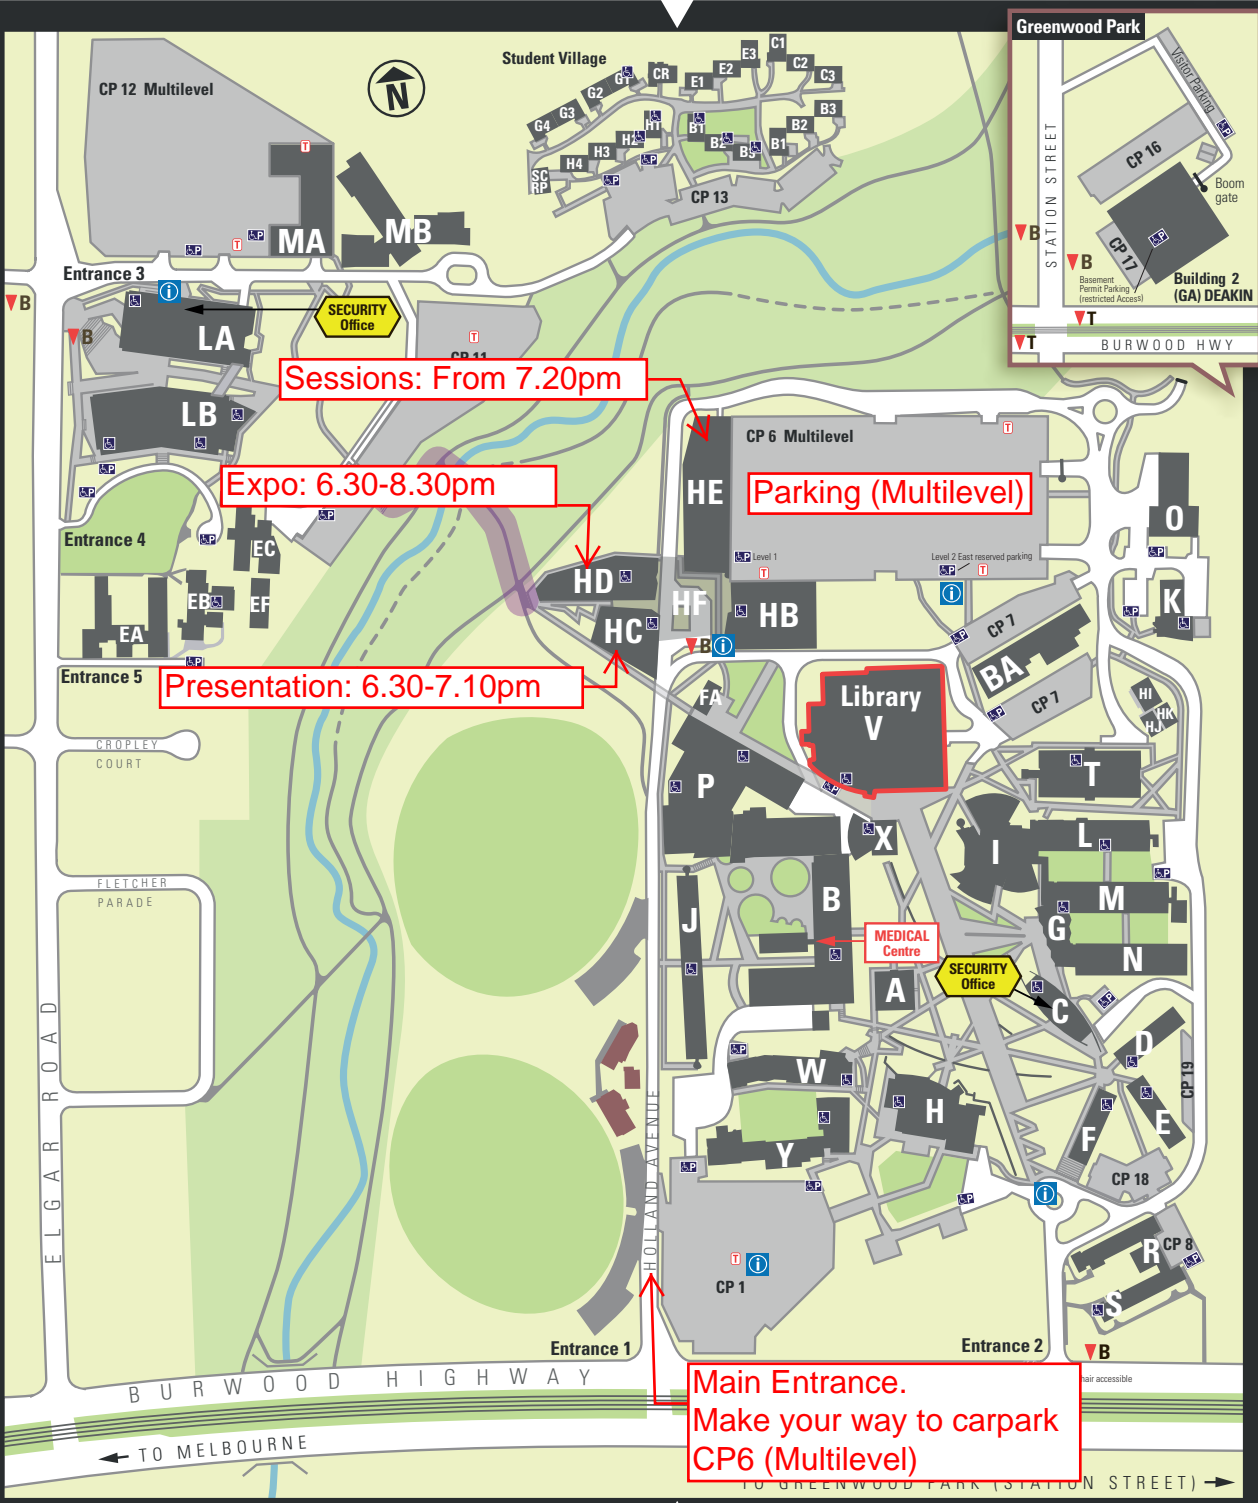 Greenwood Park
Visitor Parking
STATION STREET
CP 16
Boom
gate
B
CP 17
B
Basement
Permit Parking
(restricted Access)
Building 2
(GA) DEAKIN
T
T
BURWOOD HWY
Student Village
C1
E3
C2
E2
C3
CR
E1
G1
G2
G3
G4
B3
B2
B1
H1
B1
H2
B2
B3
H3
H4
SC
RP
CP 13
CP 12 Multilevel
N
T
MA
MB
T
Entrance 3
B
B
LA
SECURITY
Office
T
CP 11
LB
Sessions: From 7.20pm
CP 6 Multilevel
T
HE
Parking (Multilevel)
Expo: 6.30-8.30pm
Entrance 4
EC
EB
EF
EA
HD
Level 1
T
Level 2 East reserved parking
T
O
HF
HB
HC
B
K
CP 7
BA
CP 7
Entrance 5
Presentation: 6.30-7.10pm
FA
Library
V
HI
HK
HJ
CROPLEY
COURT
P
T
X
I
L
FLETCHER
PARADE
J
B
M
G
MEDICAL
Centre
N
SECURITY
Office
A
C
D
CP 19
W
H
E
F
Y
CP 18
ELGAR ROAD
HOLLAND AVENUE
T
CP 1
R
CP 8
S
Entrance 1
Entrance 2
B
BURWOOD HIGHWAY
hair accessible
Main Entrance.
Make your way to carpark
CP6 (Multilevel)
TO MELBOURNE
TO GREENWOOD PARK (STATION STREET)